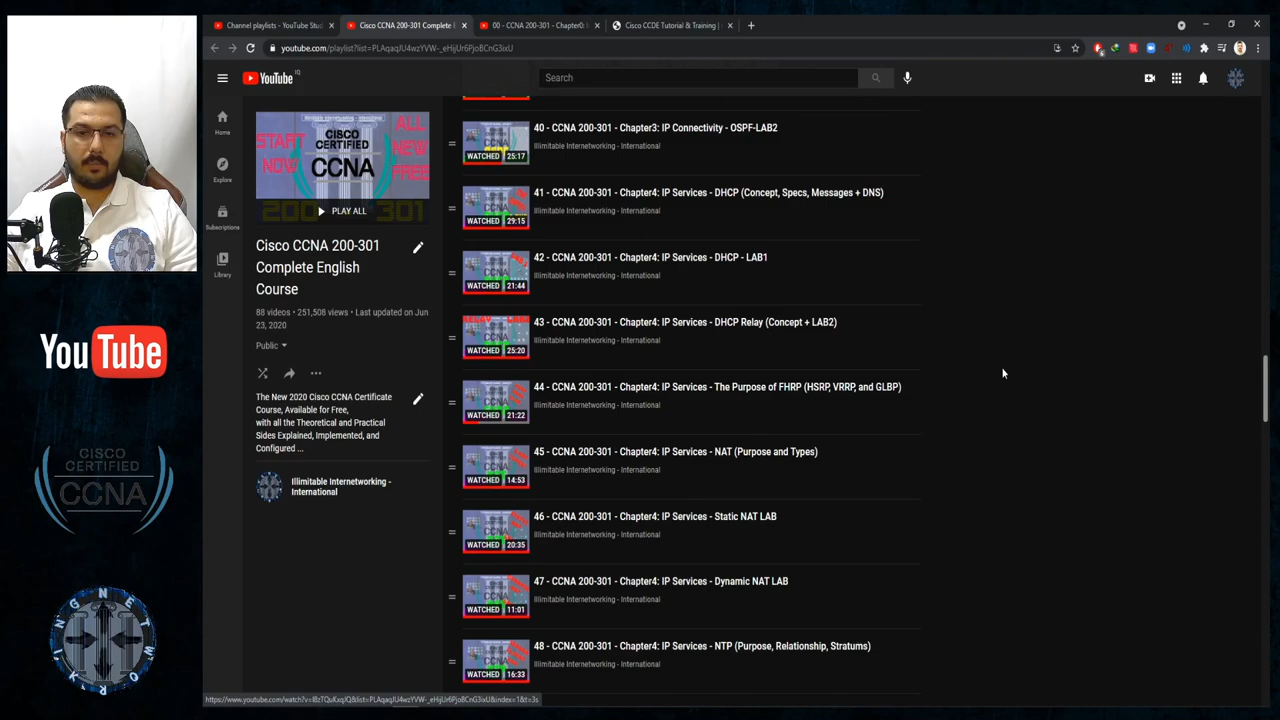 Channel playlists - YouTube Stu
Cisco CCNA 200-301 Complete E
00 - CCNA 200-301 - Chapter0: I
Cisco CCDE Tutorial & Training |
youtube.com/playlist?list=PLAqaqJU4wzYVW-_eHijUr6PjoBCnG3ixU
YouTube IQ
Search
Home
Explore
Subscriptions
Library
Illimitable Internetworking - International
START NOW
CISCO CERTIFIED CCNA
ALL NEW FREE
200 301
PLAY ALL
Cisco CCNA 200-301
Complete English
Course
88 videos • 251,508 views • Last updated on Jun
23, 2020
Public
The New 2020 Cisco CCNA Certificate
Course, Available for Free,
with all the Theoretical and Practical
Sides Explained, Implemented, and
Configured ...
Illimitable Internetworking -
International
40 - CCNA 200-301 - Chapter3: IP Connectivity - OSPF-LAB2
Illimitable Internetworking - International
WATCHED 25:17
41 - CCNA 200-301 - Chapter4: IP Services - DHCP (Concept, Specs, Messages + DNS)
Illimitable Internetworking - International
WATCHED 29:15
42 - CCNA 200-301 - Chapter4: IP Services - DHCP - LAB1
Illimitable Internetworking - International
WATCHED 21:44
43 - CCNA 200-301 - Chapter4: IP Services - DHCP Relay (Concept + LAB2)
Illimitable Internetworking - International
WATCHED 25:20
44 - CCNA 200-301 - Chapter4: IP Services - The Purpose of FHRP (HSRP, VRRP, and GLBP)
Illimitable Internetworking - International
WATCHED 21:22
45 - CCNA 200-301 - Chapter4: IP Services - NAT (Purpose and Types)
Illimitable Internetworking - International
WATCHED 14:53
46 - CCNA 200-301 - Chapter4: IP Services - Static NAT LAB
Illimitable Internetworking - International
WATCHED 20:35
47 - CCNA 200-301 - Chapter4: IP Services - Dynamic NAT LAB
Illimitable Internetworking - International
WATCHED 11:01
48 - CCNA 200-301 - Chapter4: IP Services - NTP (Purpose, Relationship, Stratums)
Illimitable Internetworking - International
WATCHED 16:33
YouTube
CISCO
CERTIFIED
CCNA